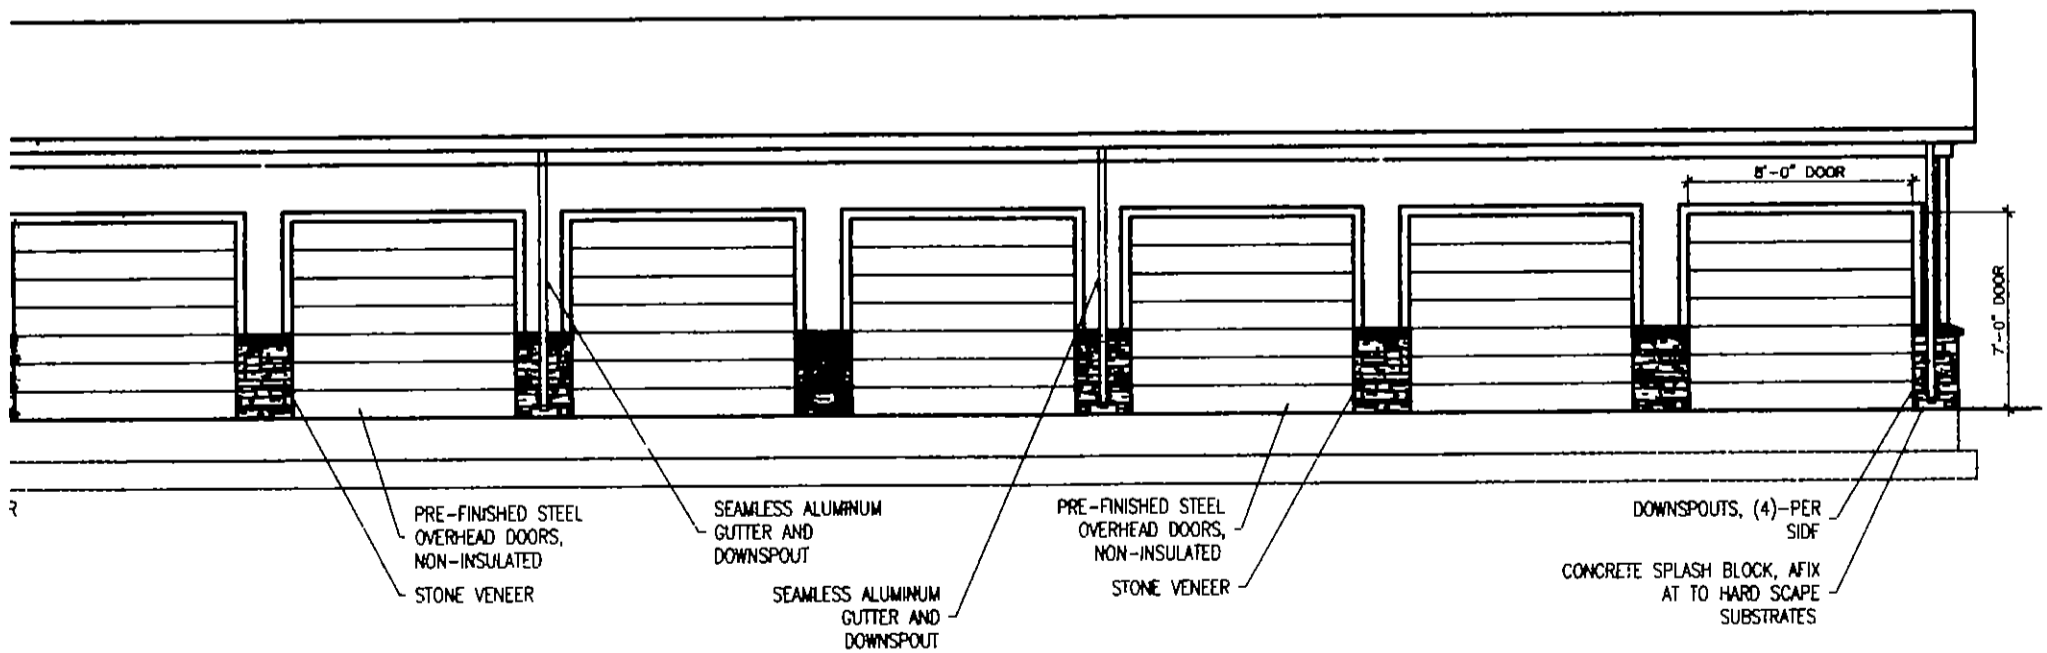 8'-0" DOOR
7'-0" DOOR
R
PRE-FINISHED STEEL
OVERHEAD DOORS,
NON-INSULATED
STONE VENEER
SEAMLESS ALUMINUM
GUTTER AND
DOWNSPOUT
SEAMLESS ALUMINUM
GUTTER AND
DOWNSPOUT
PRE-FINISHED STEEL
OVERHEAD DOORS,
NON-INSULATED
STONE VENEER
DOWNSPOUTS, (4)-PER
SIDE
CONCRETE SPLASH BLOCK, AFIX
AT TO HARD SCAPE
SUBSTRATES